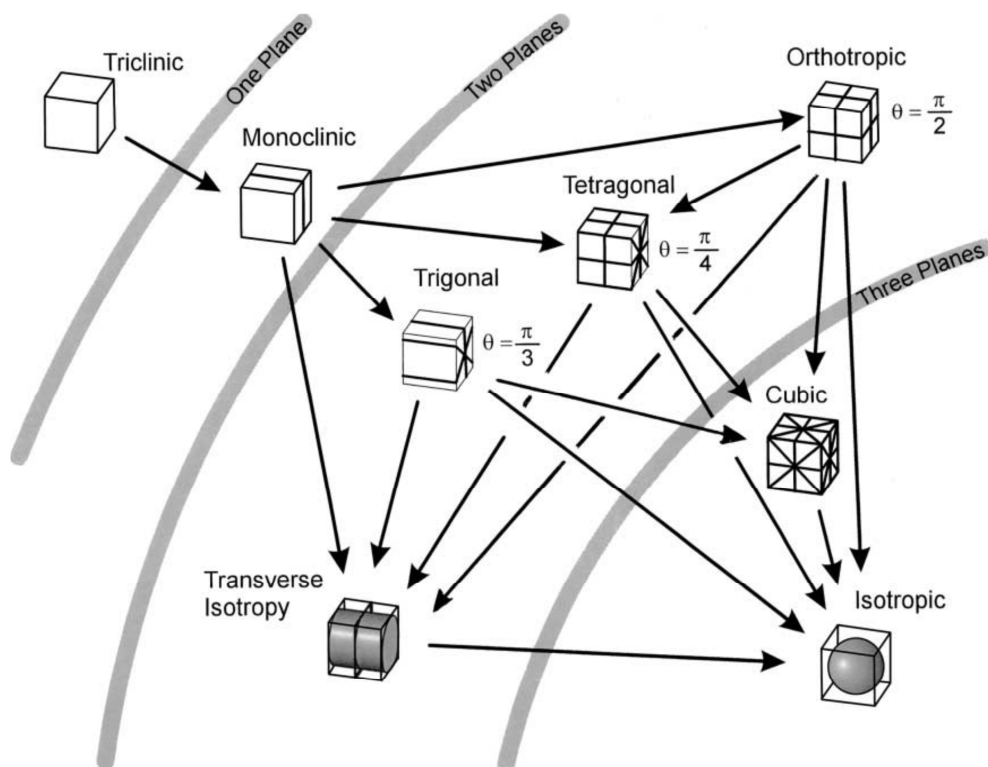 Triclinic
One Plane
Two Planes
Orthotropic
θ = π/2
Monoclinic
Tetragonal
θ = π/4
Trigonal
θ = π/3
Three Planes
Cubic
Transverse
Isotropy
Isotropic